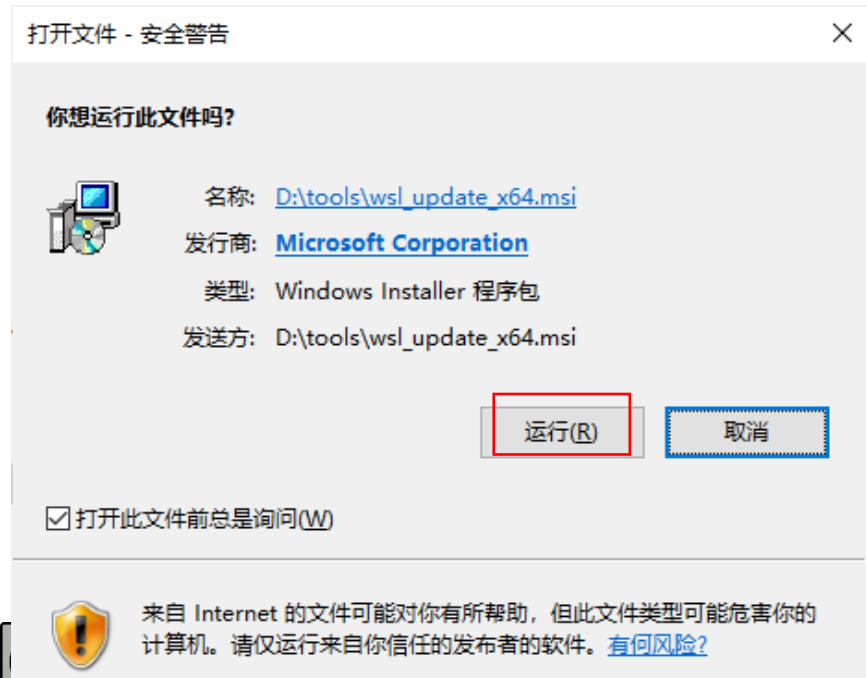 打开文件 - 安全警告
你想运行此文件吗?
名称: D:\tools\wsl_update_x64.msi
发行商: Microsoft Corporation
类型: Windows Installer 程序包
发送方: D:\tools\wsl_update_x64.msi
运行(R) 取消
打开此文件前总是询问(W)
来自 Internet 的文件可能对你有所帮助，但此文件类型可能危害你的
计算机。请仅运行来自你信任的发布者的软件。有何风险?